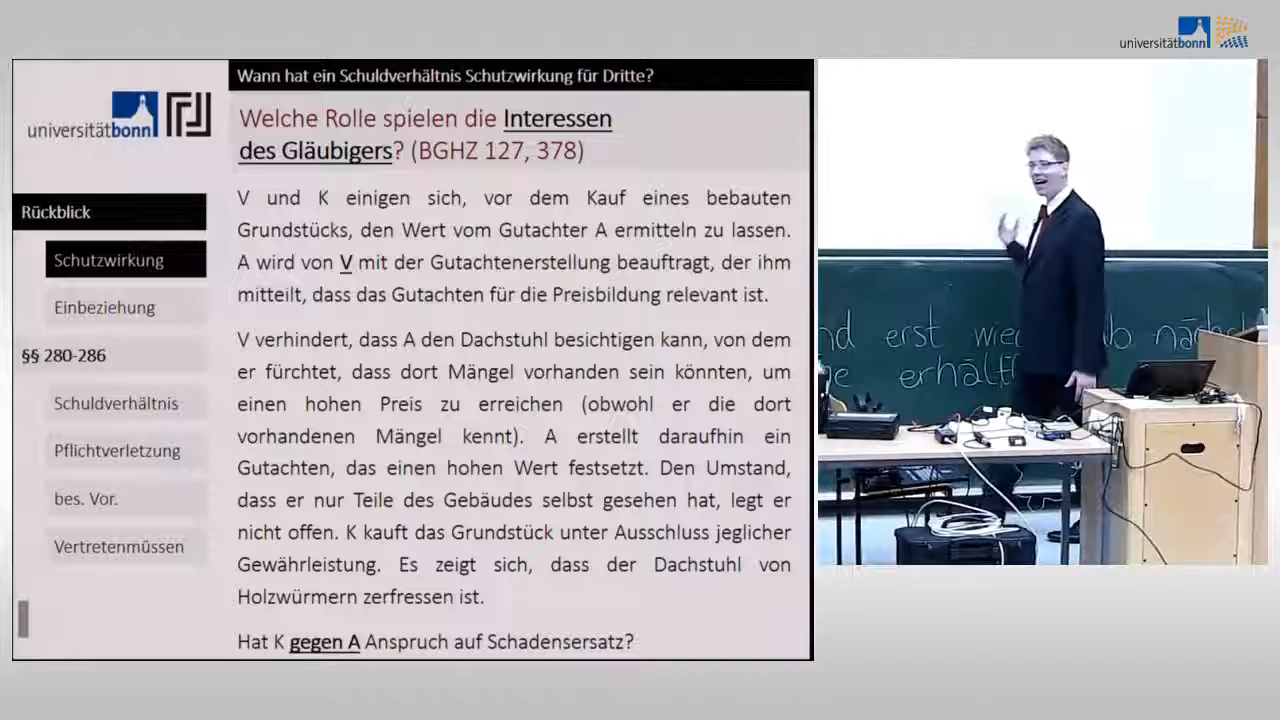 universitätbonn
Wann hat ein Schuldverhältnis Schutzwirkung für Dritte?
universitätbonn
Welche Rolle spielen die Interessen
des Gläubigers? (BGHZ 127, 378)
Rückblick
Schutzwirkung
Einbeziehung
§§ 280-286
Schuldverhältnis
Pflichtverletzung
bes. Vor.
Vertretenmüssen
V und K einigen sich, vor dem Kauf eines bebauten
Grundstücks, den Wert vom Gutachter A ermitteln zu lassen.
A wird von V mit der Gutachtenerstellung beauftragt, der ihm
mitteilt, dass das Gutachten für die Preisbildung relevant ist.
V verhindert, dass A den Dachstuhl besichtigen kann, von dem
er fürchtet, dass dort Mängel vorhanden sein könnten, um
einen hohen Preis zu erreichen (obwohl er die dort
vorhandenen Mängel kennt). A erstellt daraufhin ein
Gutachten, das einen hohen Wert festsetzt. Den Umstand,
dass er nur Teile des Gebäudes selbst gesehen hat, legt er
nicht offen. K kauft das Grundstück unter Ausschluss jeglicher
Gewährleistung. Es zeigt sich, dass der Dachstuhl von
Holzwürmern zerfressen ist.
Hat K gegen A Anspruch auf Schadensersatz?
erst
erhält